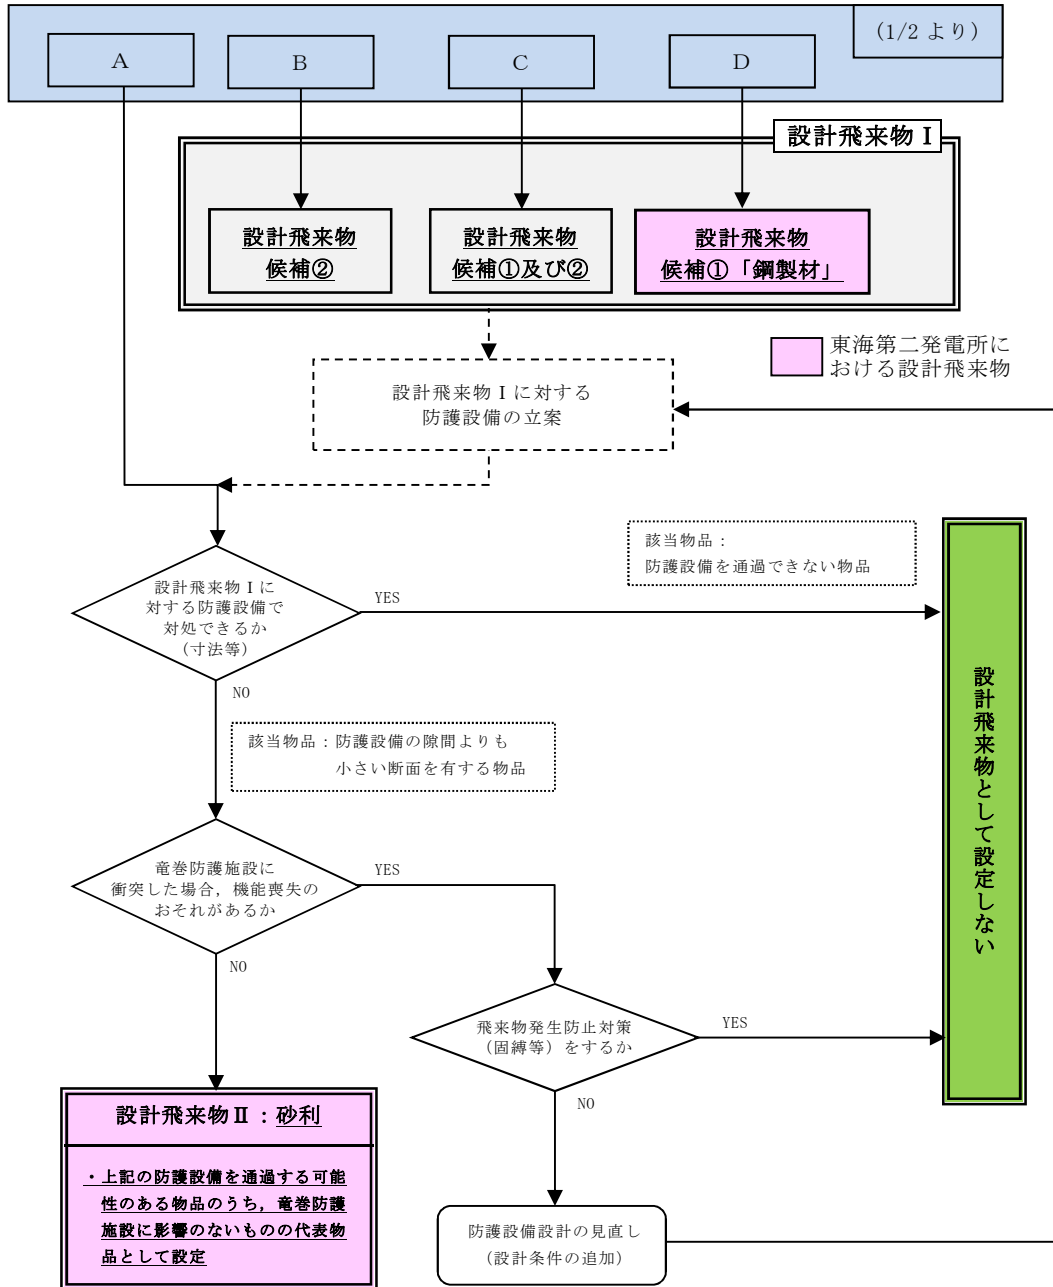 (1/2 より)
A
B
C
D
設計飛来物Ⅰ
設計飛来物
候補②
設計飛来物
候補①及び②
設計飛来物
候補①「鋼製材」
東海第二発電所に
おける設計飛来物
設計飛来物Ⅰに対する
防護設備の立案
該当物品：
防護設備を通過できない物品
設計飛来物Ⅰに
対する防護設備で
対処できるか
（寸法等）
YES
NO
設計飛来物として設定しない
該当物品：防護設備の隙間よりも
小さい断面を有する物品
竜巻防護施設に
衝突した場合，機能喪失の
おそれがあるか
YES
NO
飛来物発生防止対策
（固縛等）をするか
YES
NO
設計飛来物Ⅱ：砂利
・上記の防護設備を通過する可能
性のある物品のうち，竜巻防護
施設に影響のないものの代表物
品として設定
防護設備設計の見直し
（設計条件の追加）